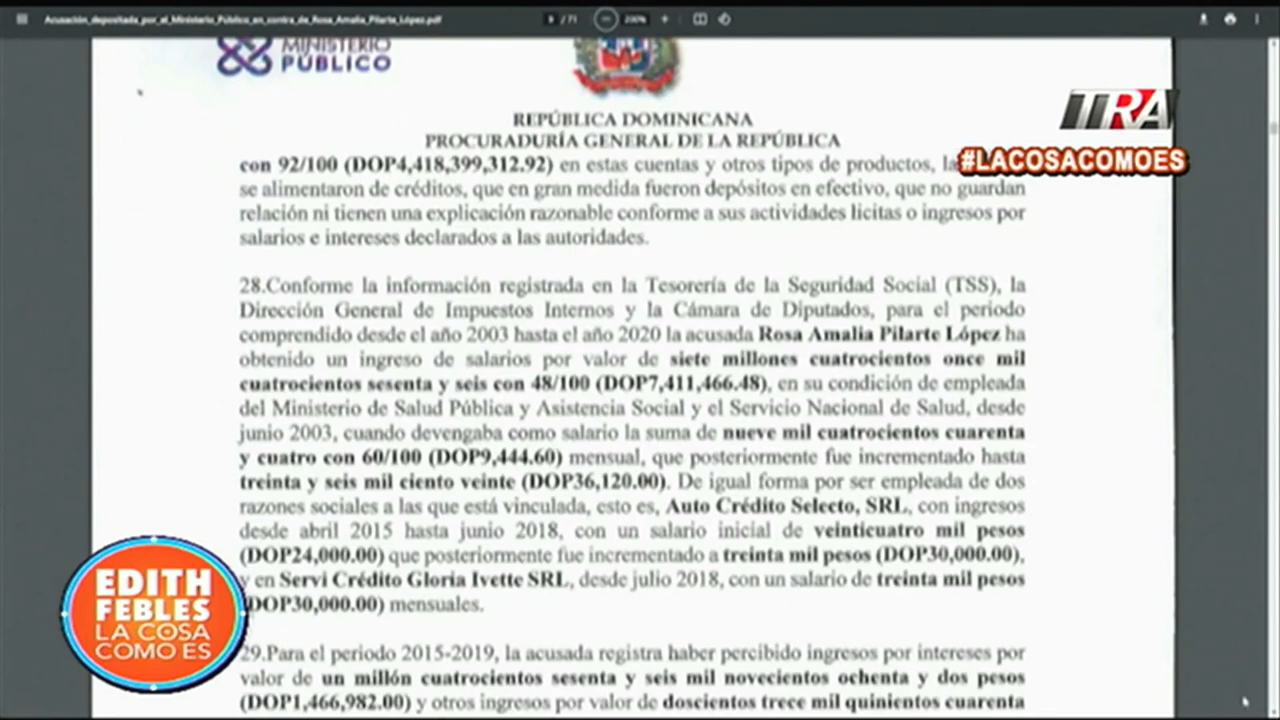 Acusación_depositada_por_el_Ministerio_Público_en_contra_de_Rosa_Amalia_Pilarte_López.pdf
9 / 71
200%
MINISTERIO
PÚBLICO
TRA
REPÚBLICA DOMINICANA
PROCURADURÍA GENERAL DE LA REPÚBLICA
#LACOSACOMOES
con 92/100 (DOP4,418,399,312.92) en estas cuentas y otros tipos de productos,
se alimentaron de créditos, que en gran medida fueron depósitos en efectivo, que no guardan
relación ni tienen una explicación razonable conforme a sus actividades licitas o ingresos por
salarios e intereses declarados a las autoridades.
28.Conforme la información registrada en la Tesorería de la Seguridad Social (TSS), la
Dirección General de Impuestos Internos y la Cámara de Diputados, para el periodo
comprendido desde el año 2003 hasta el año 2020 la acusada Rosa Amalia Pilarte López ha
obtenido un ingreso de salarios por valor de siete millones cuatrocientos once mil
cuatrocientos sesenta y seis con 48/100 (DOP7,411,466.48), en su condición de empleada
del Ministerio de Salud Pública y Asistencia Social y el Servicio Nacional de Salud, desde
junio 2003, cuando devengaba como salario la suma de nueve mil cuatrocientos cuarenta
y cuatro con 60/100 (DOP9,444.60) mensual, que posteriormente fue incrementado hasta
treinta y seis mil ciento veinte (DOP36,120.00). De igual forma por ser empleada de dos
razones sociales a las que está vinculada, esto es, Auto Crédito Selecto, SRL, con ingresos
desde abril 2015 hasta junio 2018, con un salario inicial de veinticuatro mil pesos
(DOP24,000.00) que posteriormente fue incrementado a treinta mil pesos (DOP30,000.00),
y en Servi Crédito Gloria Ivette SRL, desde julio 2018, con un salario de treinta mil pesos
(DOP30,000.00) mensuales.
29.Para el periodo 2015-2019, la acusada registra haber percibido ingresos por intereses por
valor de un millón cuatrocientos sesenta y seis mil novecientos ochenta y dos pesos
(DOP1,466,982.00) y otros ingresos por valor de doscientos trece mil quinientos cuarenta
EDITH
FEBLES
LA COSA
COMO ES